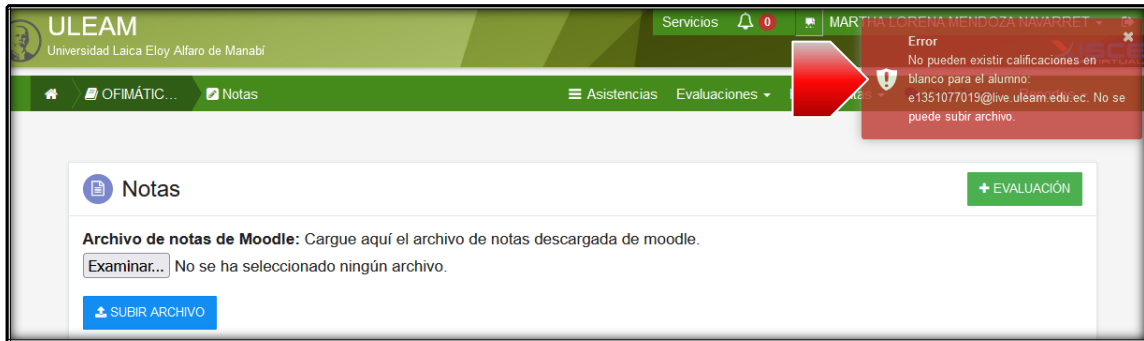 ULEAM
Universidad Laica Eloy Alfaro de Manabí
Servicios 0 MARTHA LORENA MENDOZA NAVARRET
OFIMÁTIC... Notas Asistencias Evaluaciones
Error
No pueden existir calificaciones en
blanco para el alumno:
e1351077019@live.uleam.edu.ec. No se
puede subir archivo.
Notas
+ EVALUACIÓN
Archivo de notas de Moodle: Cargue aquí el archivo de notas descargada de moodle.
Examinar... No se ha seleccionado ningún archivo.
SUBIR ARCHIVO